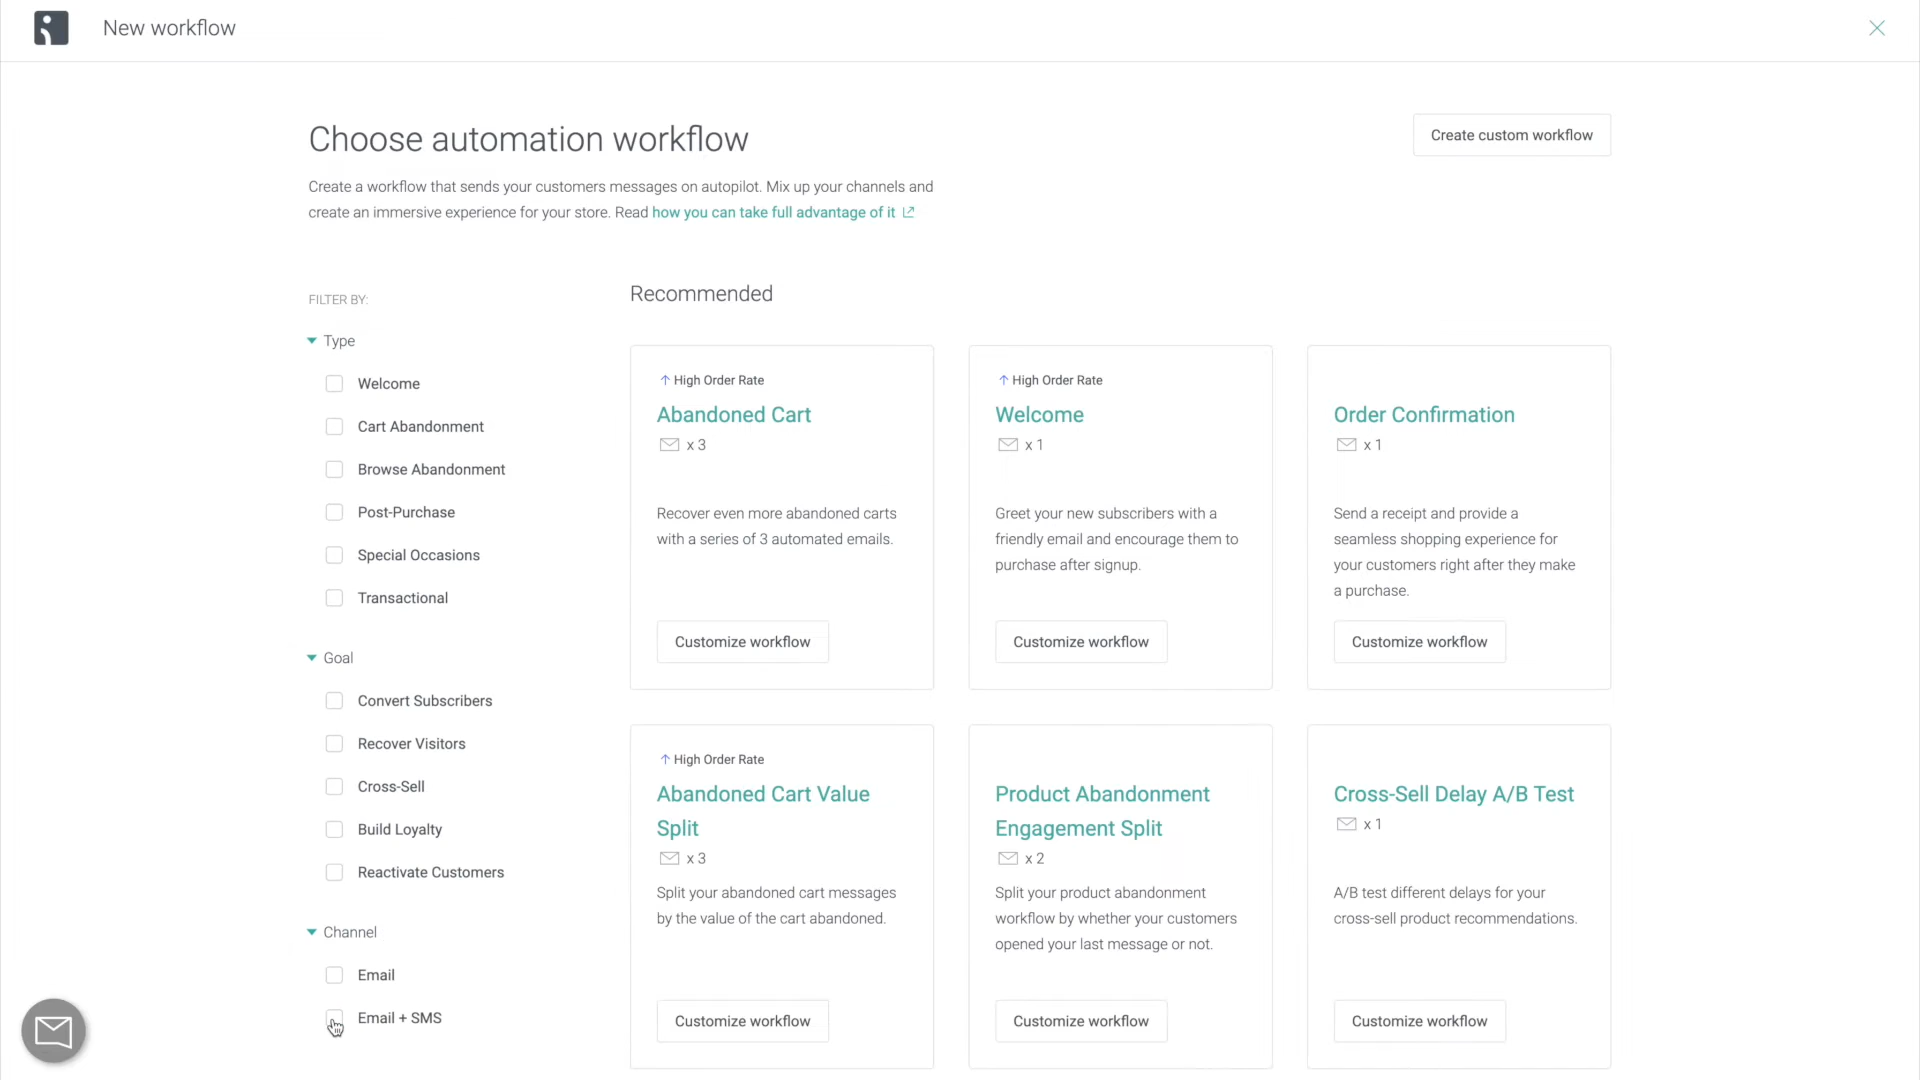 New workflow
Choose automation workflow
Create custom workflow
Create a workflow that sends your customers messages on autopilot. Mix up your channels and
create an immersive experience for your store. Read how you can take full advantage of it
FILTER BY:
Type
Welcome
Cart Abandonment
Browse Abandonment
Post-Purchase
Special Occasions
Transactional
Goal
Convert Subscribers
Recover Visitors
Cross-Sell
Build Loyalty
Reactivate Customers
Channel
Email
Email + SMS
Recommended
High Order Rate
Abandoned Cart
x 3
Recover even more abandoned carts
with a series of 3 automated emails.
Customize workflow
High Order Rate
Welcome
x 1
Greet your new subscribers with a
friendly email and encourage them to
purchase after signup.
Customize workflow
Order Confirmation
x 1
Send a receipt and provide a
seamless shopping experience for
your customers right after they make
a purchase.
Customize workflow
High Order Rate
Abandoned Cart Value
Split
x 3
Split your abandoned cart messages
by the value of the cart abandoned.
Customize workflow
Product Abandonment
Engagement Split
x 2
Split your product abandonment
workflow by whether your customers
opened your last message or not.
Customize workflow
Cross-Sell Delay A/B Test
x 1
A/B test different delays for your
cross-sell product recommendations.
Customize workflow